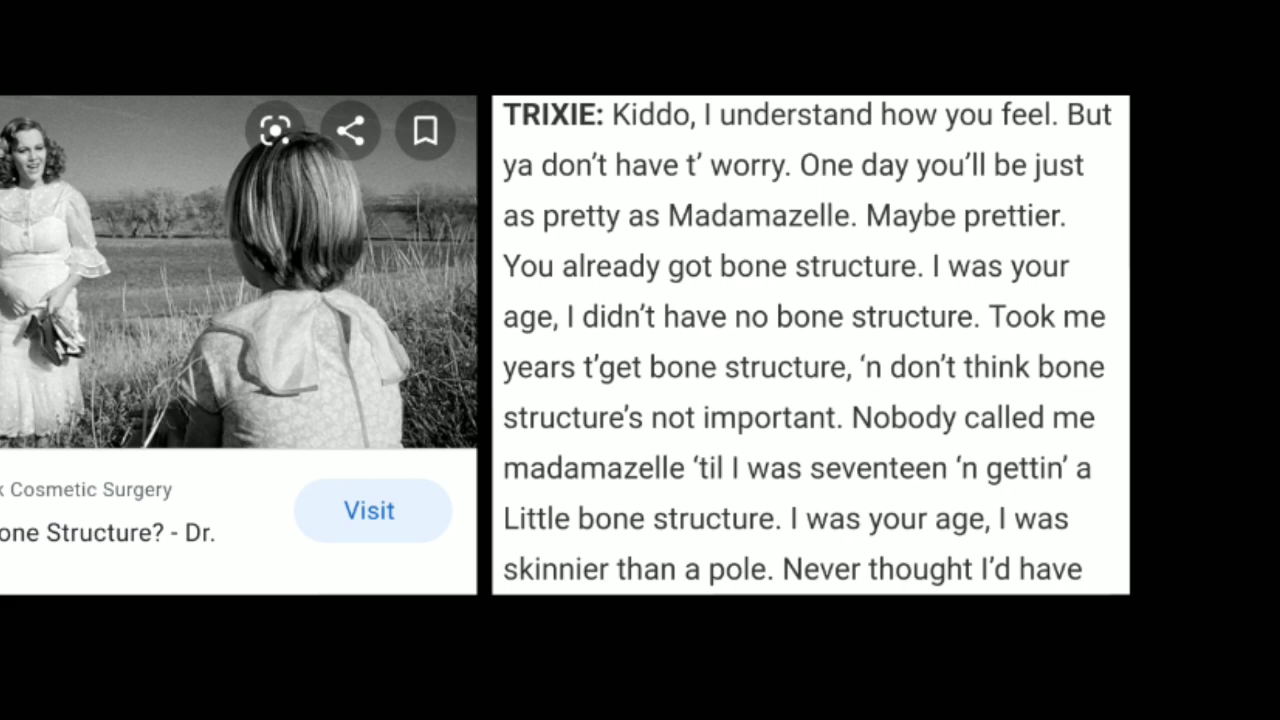 k Cosmetic Surgery
one Structure? - Dr.
Visit
TRIXIE: Kiddo, I understand how you feel. But
ya don’t have t’ worry. One day you’ll be just
as pretty as Madamazelle. Maybe prettier.
You already got bone structure. I was your
age, I didn’t have no bone structure. Took me
years t’get bone structure, ‘n don’t think bone
structure’s not important. Nobody called me
madamazelle ‘til I was seventeen ‘n gettin’ a
Little bone structure. I was your age, I was
skinnier than a pole. Never thought I’d have